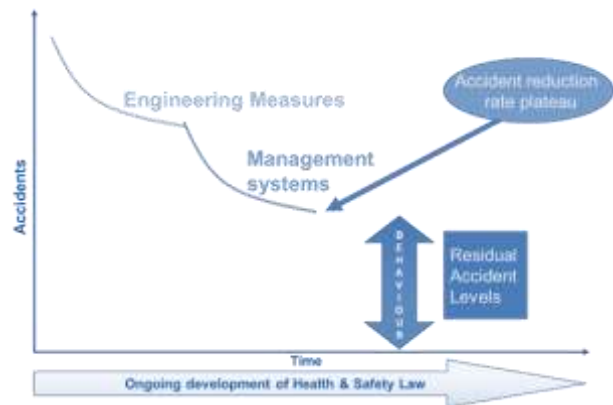 Accident reduction
rate plateau
Engineering Measures
Management
systems
Accidents
BEHAVIOUR
Residual
Accident
Levels
Time
Ongoing development of Health & Safety Law